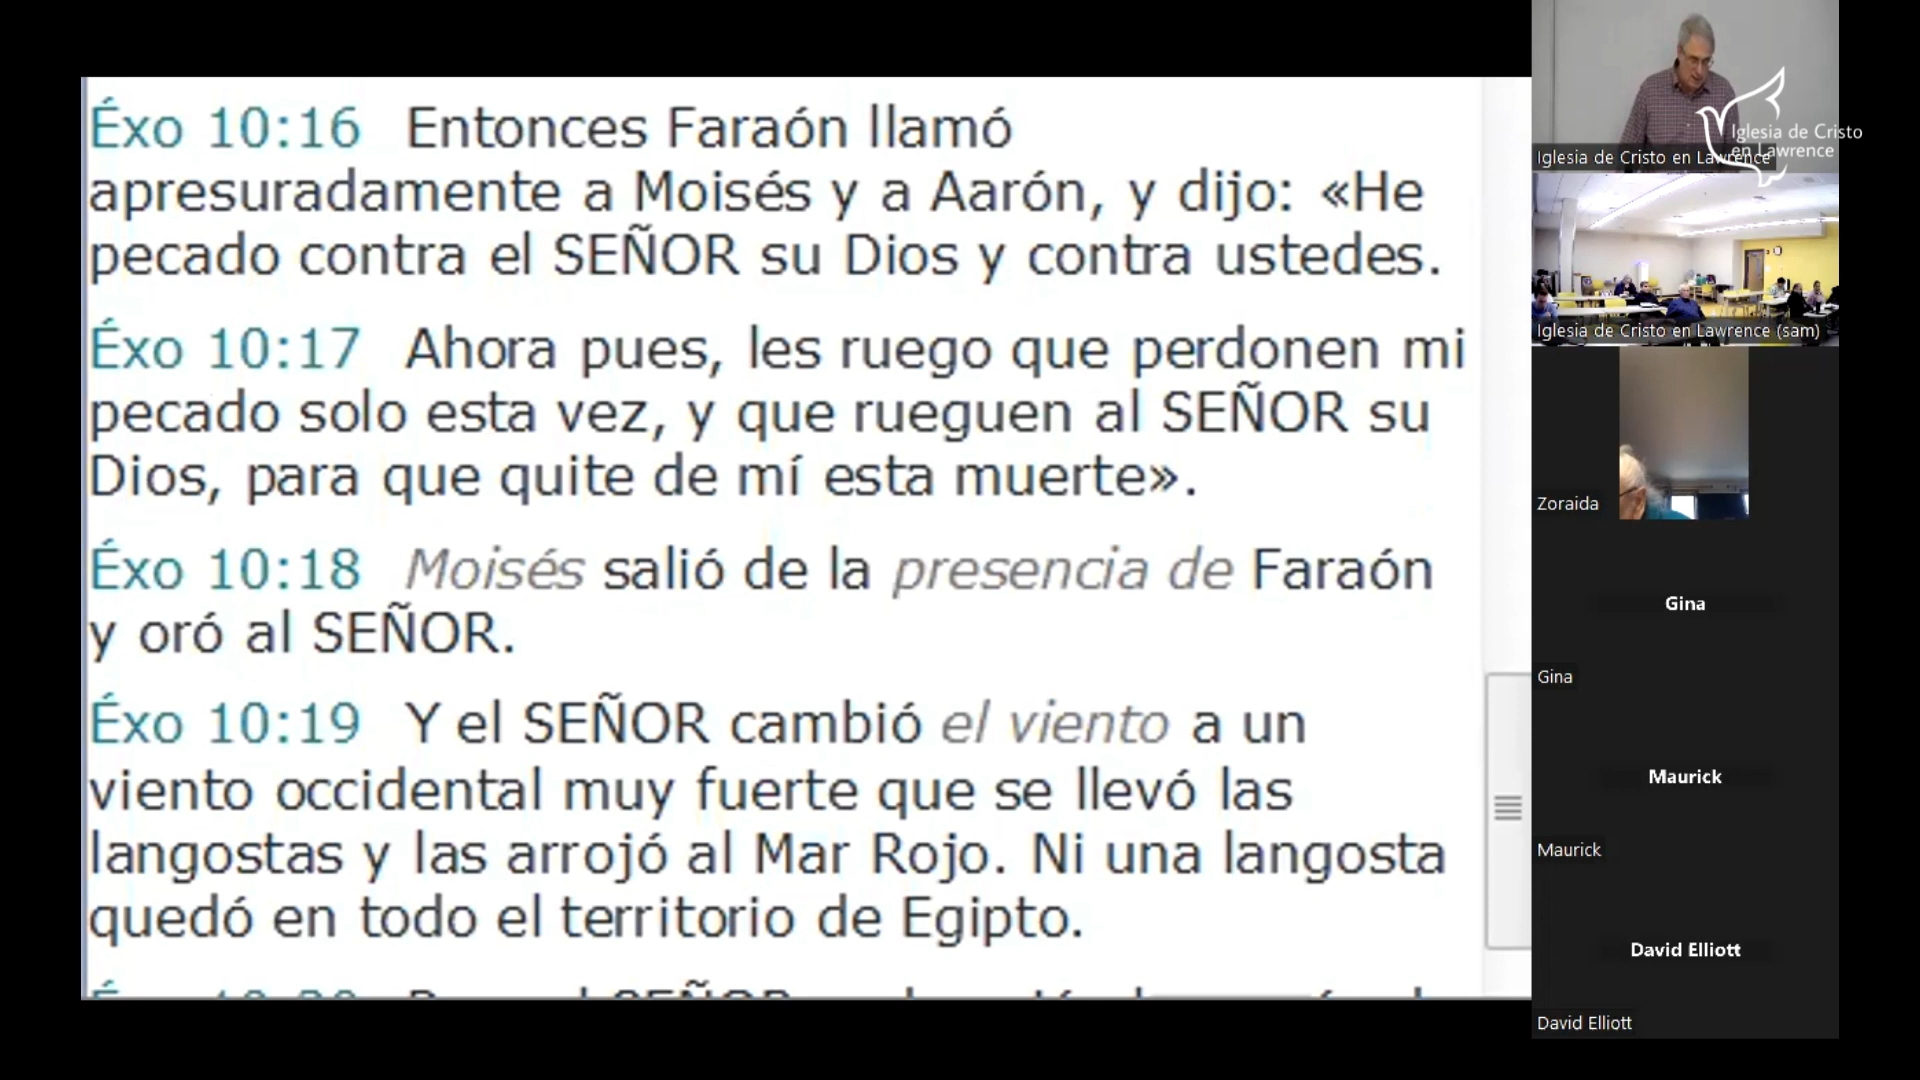 Éxo 10:16 Entonces Faraón llamó
apresuradamente a Moisés y a Aarón, y dijo: «He
pecado contra el SEÑOR su Dios y contra ustedes.
Éxo 10:17 Ahora pues, les ruego que perdonen mi
pecado solo esta vez, y que rueguen al SEÑOR su
Dios, para que quite de mí esta muerte».
Éxo 10:18 Moisés salió de la presencia de Faraón
y oró al SEÑOR.
Éxo 10:19 Y el SEÑOR cambió el viento a un
viento occidental muy fuerte que se llevó las
langostas y las arrojó al Mar Rojo. Ni una langosta
quedó en todo el territorio de Egipto.
Iglesia de Cristo
en Lawrence
Iglesia de Cristo en Lawrence
Iglesia de Cristo en Lawrence (sam)
Zoraida
Gina
Gina
Maurick
Maurick
David Elliott
David Elliott